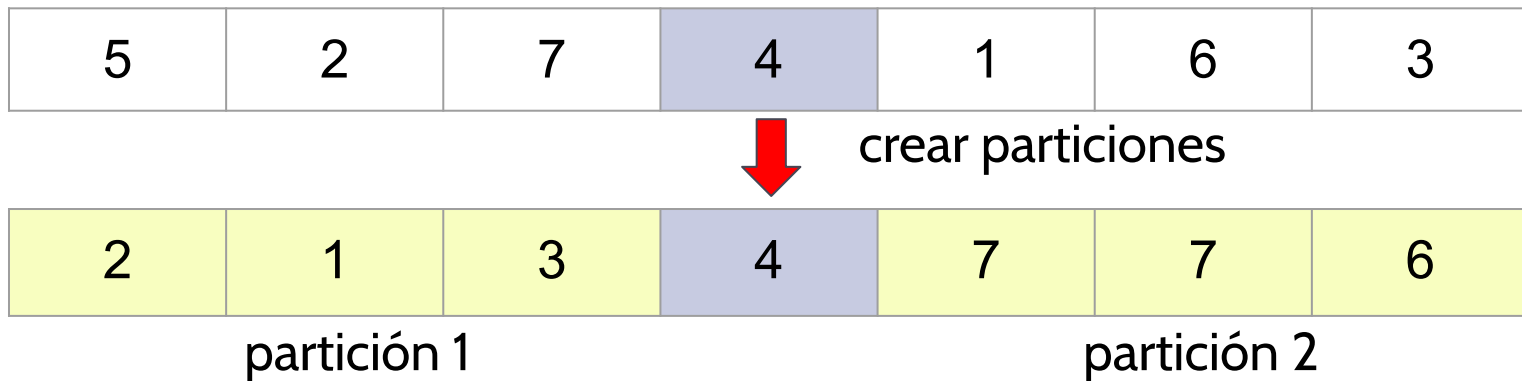 5 2 7 4 1 6 3
crear particiones
2 1 3 4 7 7 6
partición 1 partición 2